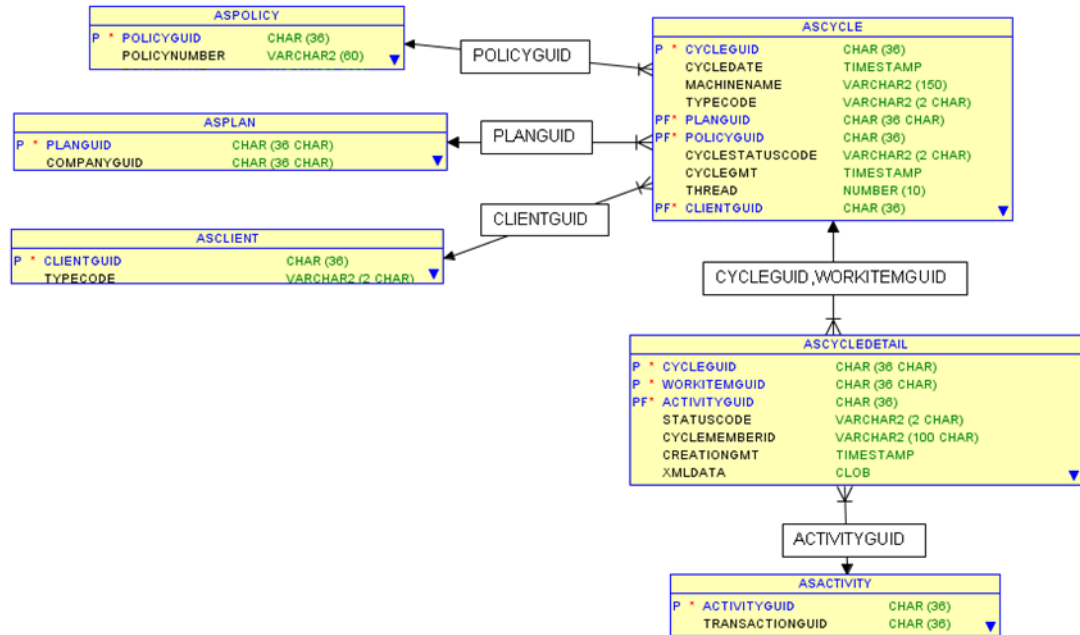 ASPOLICY
P * POLICYGUID CHAR (36)
POLICYNUMBER VARCHAR2 (60)
POLICYGUID
ASPLAN
P * PLANGUID CHAR (36 CHAR)
COMPANYGUID CHAR (36 CHAR)
PLANGUID
ASCLIENT
P * CLIENTGUID CHAR (36)
TYPECODE VARCHAR2 (2 CHAR)
CLIENTGUID
ASCYCLE
P * CYCLEGUID CHAR (36)
CYCLEDATE TIMESTAMP
MACHINENAME VARCHAR2 (150)
TYPECODE VARCHAR2 (2 CHAR)
PF* PLANGUID CHAR (36 CHAR)
PF* POLICYGUID CHAR (36)
CYCLESTATUSCODE VARCHAR2 (2 CHAR)
CYCLEGMT TIMESTAMP
THREAD NUMBER (10)
PF* CLIENTGUID CHAR (36)
CYCLEGUID,WORKITEMGUID
ASCYCLEDETAIL
P * CYCLEGUID CHAR (36 CHAR)
P * WORKITEMGUID CHAR (36 CHAR)
PF* ACTIVITYGUID CHAR (36)
STATUSCODE VARCHAR2 (2 CHAR)
CYCLEMEMBERID VARCHAR2 (100 CHAR)
CREATIONGMT TIMESTAMP
XMLDATA CLOB
ACTIVITYGUID
ASACTIVITY
P * ACTIVITYGUID CHAR (36)
TRANSACTIONGUID CHAR (36)